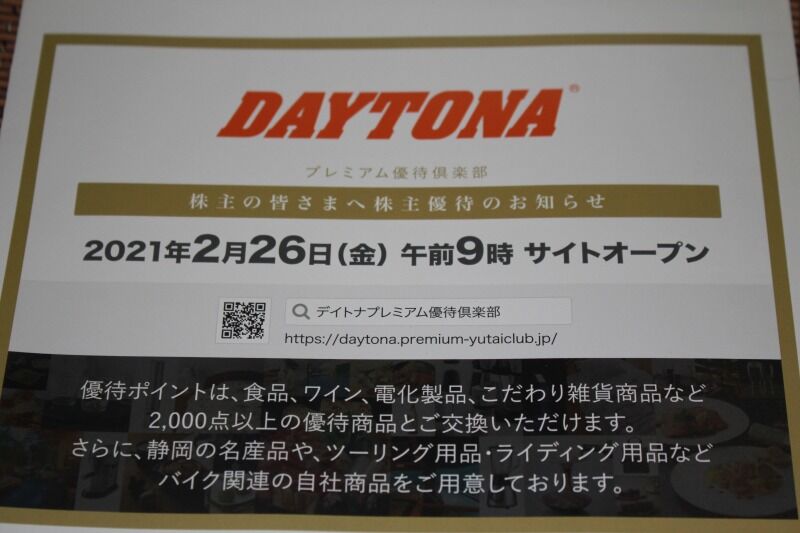 DAYTONA®
プレミアム優待倶楽部
株主の皆さまへ株主優待のお知らせ
2021年2月26日(金) 午前9時 サイトオープン
デイトナプレミアム優待倶楽部
https://daytona.premium-yutaiclub.jp/
優待ポイントは、食品、ワイン、電化製品、こだわり雑貨商品など
2,000点以上の優待商品とご交換いただけます。
さらに、静岡の名産品や、ツーリング用品・ライディング用品など
バイク関連の自社商品をご用意しております。